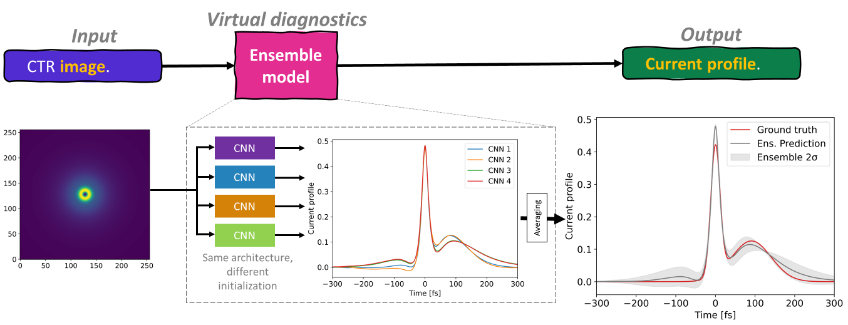 Input
Virtual diagnostics
Output
CTR image.
Ensemble
model
Current profile.
250
200
150
100
50
0
0 50 100 150 200 250
CNN
CNN
CNN
CNN
Same architecture,
different
initialization
Current profile
0.5
0.4
0.3
0.2
0.1
0.0
−300 −200 −100 0 100 200 300
Time [fs]
CNN 1
CNN 2
CNN 3
CNN 4
Averaging
Current profile
0.5
0.4
0.3
0.2
0.1
0.0
−300 −200 −100 0 100 200 300
Time [fs]
Ground truth
Ens. Prediction
Ensemble 2σ